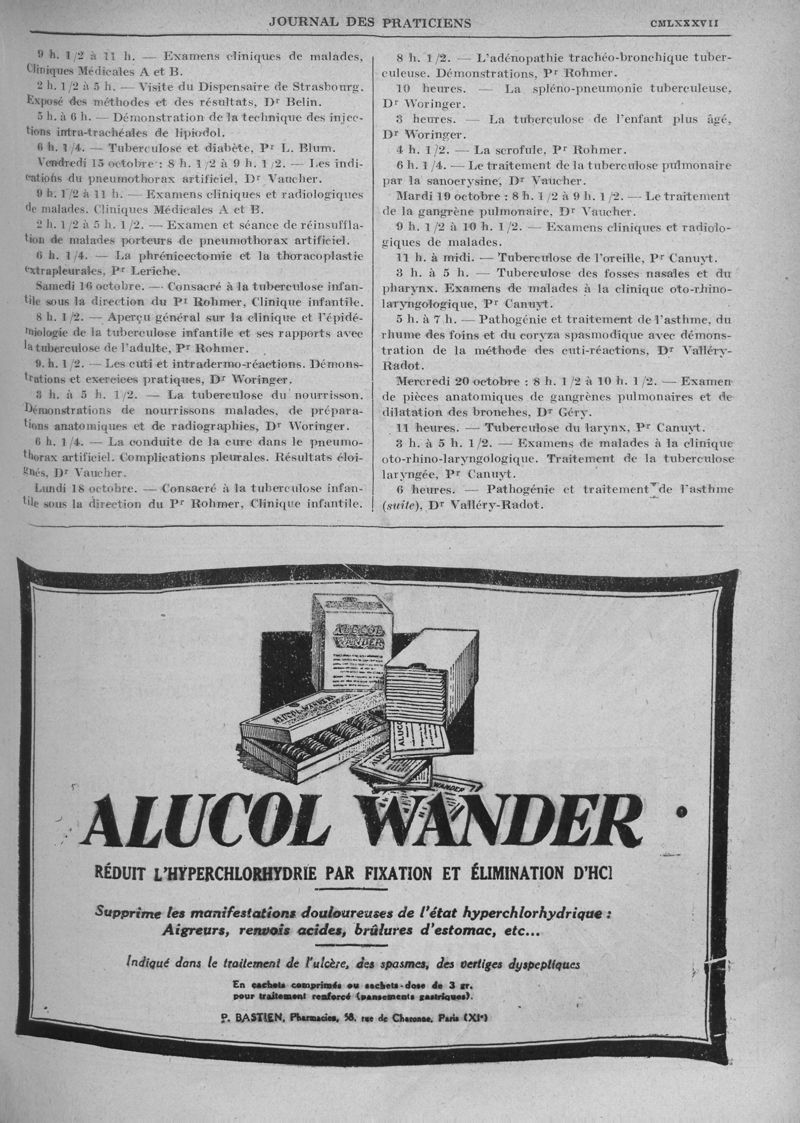 JOURNAL DES PRATICIENS
CMLXXXVII
9 h. 1/2 à 11 h. — Examens cliniques de malades,
Cliniques Médicales A et B.
2 h. 1/2 à 5 h. — Visite du Dispensaire de Strasbourg.
Exposé des méthodes et des résultats, Dr Belin.
5 h. à 6 h. — Démonstration de la technique des injec-
tions intra-trachéales de lipiodol.
6 h. 1/4. — Tuberculose et diabète, Pr L. Blum.
Vendredi 15 octobre : 8 h. 1/2 à 9 h. 1/2. — Les indi-
cations du pneumothorax artificiel, Dr Vaucher.
9 h. 1/2 à 11 h. — Examens cliniques et radiologiques
de malades. Cliniques Médicales A et B.
2 h. 1/2 à 5 h. 1/2. — Examen et séance de réinsuffla-
tion de malades porteurs de pneumothorax artificiel.
6 h. 1/4. — La phrénicectomie et la thoracoplastie
extrapleurales, Pr Leriche.
Samedi 16 octobre. — Consacré à la tuberculose infan-
tile sous la direction du Pr Rohmer, Clinique infantile.
8 h. 1/2. — Aperçu général sur la clinique et l'épidé-
miologie de la tuberculose infantile et ses rapports avec
la tuberculose de l'adulte, Pr Rohmer.
9. h. 1/2. — Les cuti et intradermo-réactions. Démons-
trations et exercices pratiques, Dr Woringer.
3 h. à 5 h. 1/2. — La tuberculose du nourrisson.
Démonstrations de nourrissons malades, de prépara-
tions anatomiques et de radiographies, Dr Woringer.
6 h. 1/4. — La conduite de la cure dans le pneumo-
thorax artificiel. Complications pleurales. Résultats éloi-
gnés, Dr Vaucher.
Lundi 18 octobre. — Consacré à la tuberculose infan-
tile sous la direction du Pr Rohmer, Clinique infantile.
8 h. 1/2. — L'adénopathie trachéo-bronchique tuber-
culeuse. Démonstrations, Pr Rohmer.
10 heures. — La spléno-pneumonie tuberculeuse,
Dr Woringer.
3 heures. — La tuberculose de l'enfant plus âgé,
Dr Woringer.
4 h. 1/2. — La scrofule, Pr Rohmer.
6 h. 1/4. — Le traitement de la tuberculose pulmonaire
par la sanocrysine, Dr Vaucher.
Mardi 19 octobre : 8 h. 1/2 à 9 h. 1/2. — Le traitement
de la gangrène pulmonaire, Dr Vaucher.
9 h. 1/2 à 10 h. 1/2. — Examens cliniques et radiolo-
giques de malades.
11 h. à midi. — Tuberculose de l'oreille, Pr Canuyt.
3 h. à 5 h. — Tuberculose des fosses nasales et du
pharynx. Examens de malades à la clinique oto-rhino-
laryngologique, Pr Canuyt.
5 h. à 7 h. — Pathogénie et traitement de l'asthme, du
rhume des foins et du coryza spasmodique avec démons-
tration de la méthode des cuti-réactions, Dr Valléry-
Radot.
Mercredi 20 octobre : 8 h. 1/2 à 10 h. 1/2. — Examen
de pièces anatomiques de gangrènes pulmonaires et de
dilatation des bronches, Dr Géry.
11 heures. — Tuberculose du larynx, Pr Canuyt.
3 h. à 5 h. 1/2. — Examens de malades à la clinique
oto-rhino-laryngologique. Traitement de la tuberculose
laryngée, Pr Canuyt.
6 heures. — Pathogénie et traitement de l'asthme
(suite), Dr Valléry-Radot.
ALUCOL
WANDER
ALUCOL WANDER
ALUCOL
ALUCOL
WANDER
ALUCOL WANDER
RÉDUIT L'HYPERCHLORHYDRIE PAR FIXATION ET ÉLIMINATION D'HCl
Supprime les manifestations douloureuses de l'état hyperchlorhydrique :
Aigreurs, renvois acides, brûlures d'estomac, etc...
Indiqué dans le traitement de l'ulcère, des spasmes, des vertiges dyspeptiques
En cachets comprimés ou sachets-dose de 3 gr.
pour traitement renforcé (pansements gastriques).
P. BASTIEN, Pharmacien, 58, rue de Charonne, Paris (XIe)